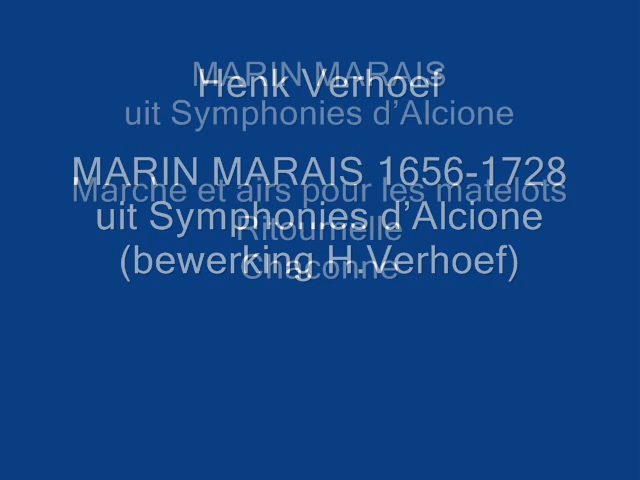 MARIN MARAIS
Henk Verhoef
uit Symphonies d’Alcione
MARIN MARAIS 1656-1728
Marche et airs pour les matelots
uit Symphonies d’Alcione
Ritournelle
(bewerking H.Verhoef)
Chaconne